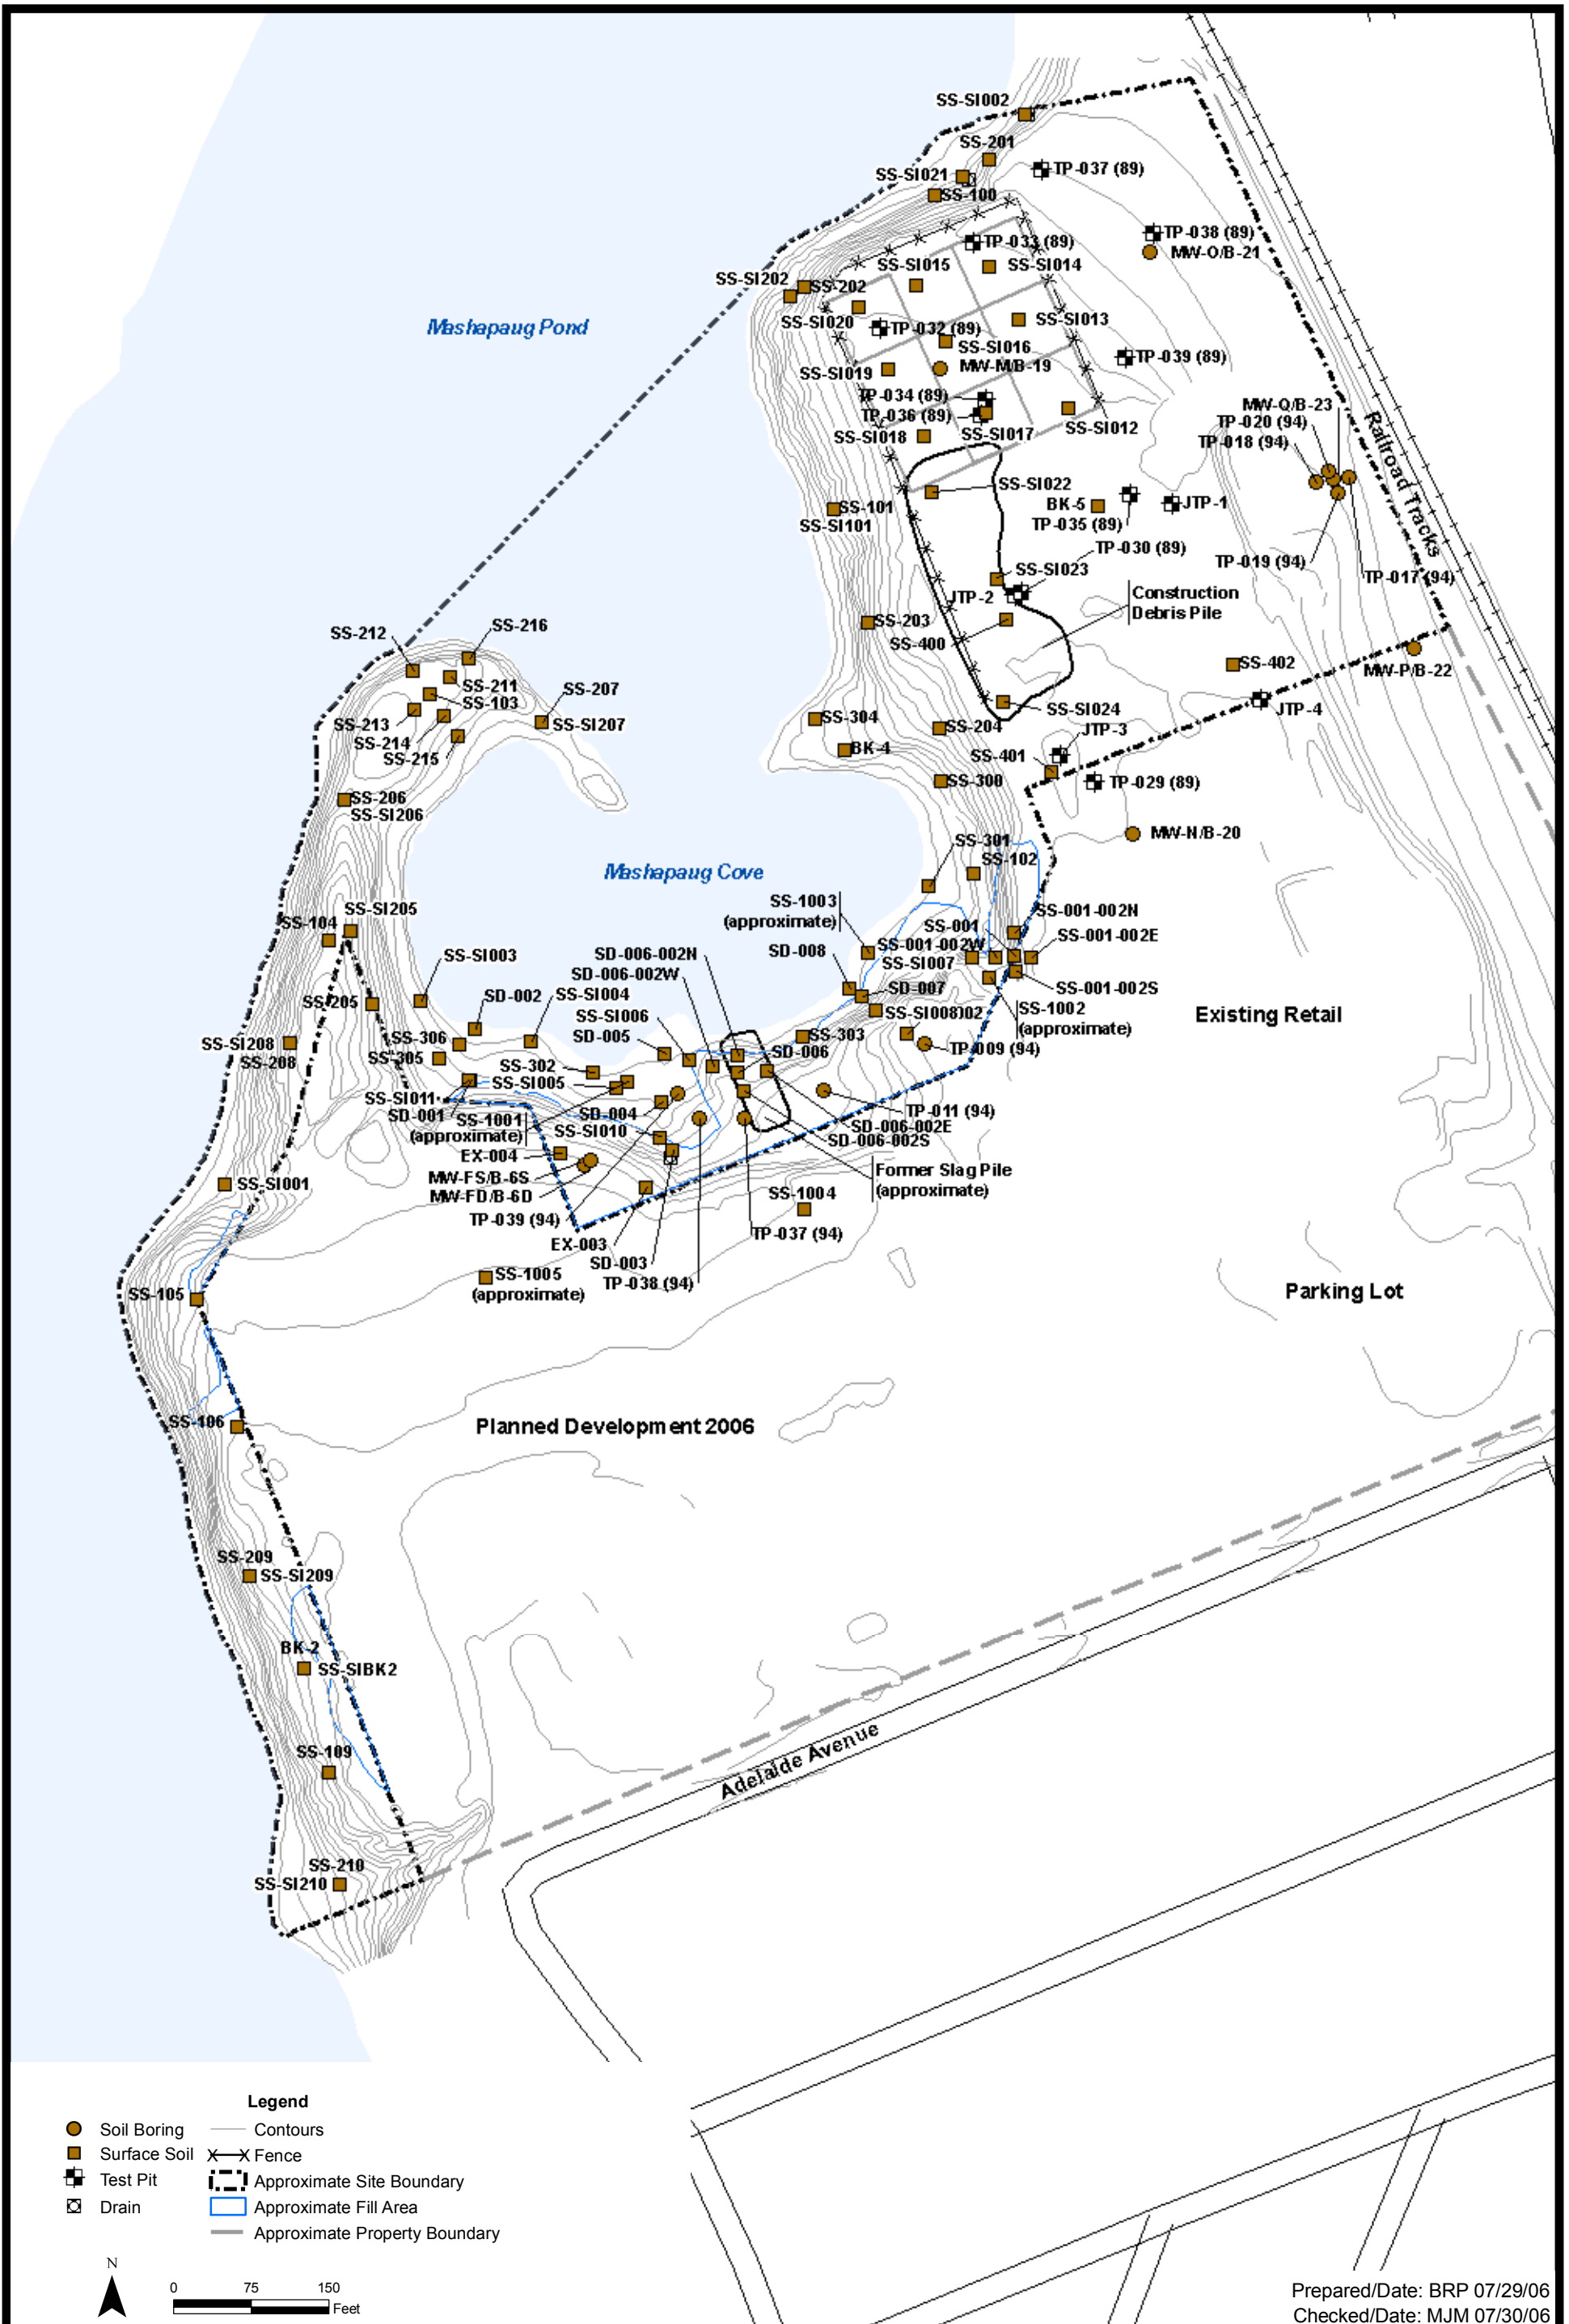 SS-SI002
SS-201
TP-037 (89)
SS-SI021
SS-100
TP-038 (89)
TP-033 (89)
MW-O/B-21
SS-SI015
SS-SI014
SS-SI202
SS-202
Mashapaug Pond
SS-SI020
SS-SI013
TP-032 (89)
SS-SI016
TP-039 (89)
SS-SI019
MW-M/B-19
TP-034 (89)
MW-Q/B-23
TP-036 (89)
TP-020 (94)
SS-SI012
SS-SI018
SS-SI017
TP-018 (94)
Railroad Tracks
SS-SI022
SS-101
BK-5
JTP-1
SS-SI101
TP-035 (89)
TP-030 (89)
TP-019 (94)
SS-SI023
TP-017 (94)
JTP-2
Construction
Debris Pile
SS-203
SS-216
SS-212
SS-400
SS-402
MW-P/B-22
SS-211
SS-207
SS-103
SS-213
SS-SI207
SS-304
SS-SI024
JTP-4
SS-214
SS-204
JTP-3
SS-215
BK-4
SS-401
SS-300
TP-029 (89)
SS-206
SS-SI206
MW-N/B-20
SS-301
SS-102
Mashapaug Cove
SS-1003
(approximate)
SS-SI205
SS-104
SS-001-002N
SS-001
SS-001-002E
SS-001-002W
SD-006-002N
SS-SI003
SD-008
SS-SI007
SD-006-002W
SD-007
SS-001-002S
SD-002
SS-SI004
SS-205
SS-SI008
SS-1002
(approximate)
Existing Retail
SS-SI006
SD-005
SS-306
SS-303
SS-SI208
SS-208
SS-305
SD-006
TP-009 (94)
SS-302
SS-SI005
SS-SI011
SD-001
SD-004
TP-011 (94)
SS-1001
(approximate)
SS-SI010
SD-006-002E
SD-006-002S
EX-004
Former Slag Pile
(approximate)
MW-FS/B-6S
SS-SI001
SS-1004
MW-FD/B-6D
TP-039 (94)
TP-037 (94)
EX-003
SD-003
TP-038 (94)
SS-1005
(approximate)
Parking Lot
SS-105
SS-106
Planned Development 2006
SS-209
SS-SI209
BK-2
SS-SIBK2
Adelaide Avenue
SS-109
SS-210
SS-SI210
Legend
Soil Boring
Contours
Surface Soil
Fence
Test Pit
Approximate Site Boundary
Drain
Approximate Fill Area
Approximate Property Boundary
N
0 75 150
Feet
Prepared/Date: BRP 07/29/06
Checked/Date: MJM 07/30/06